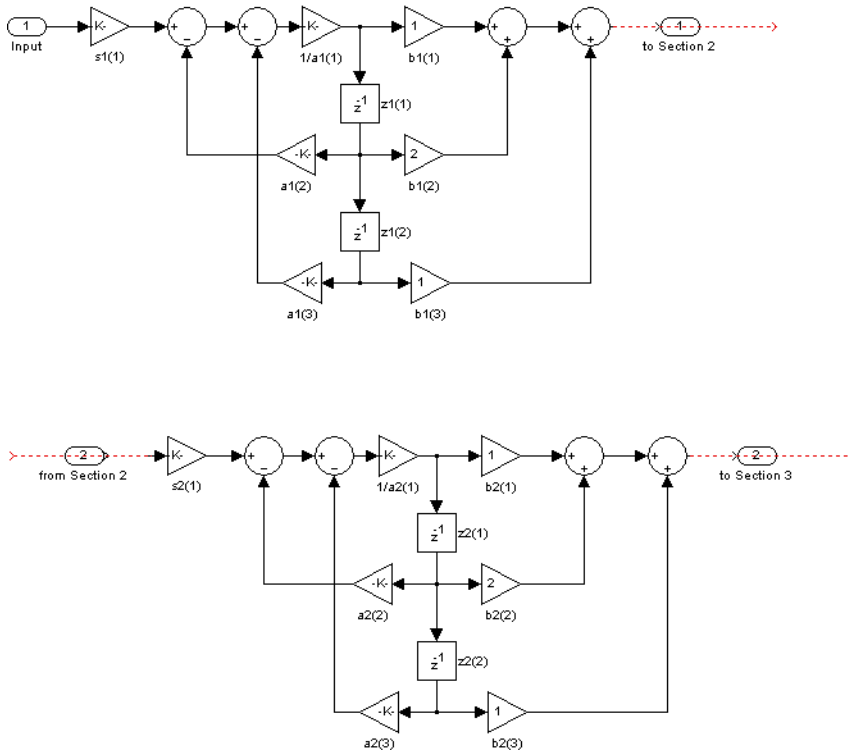 1
K-
K-
1
1
Input
s1(1)
1/a1(1)
b1(1)
to Section 2
z-1
z1(1)
-K-
2
a1(2)
b1(2)
z-1
z1(2)
-K-
1
a1(3)
b1(3)
2
K-
K-
1
2
from Section 2
s2(1)
1/a2(1)
b2(1)
to Section 3
z-1
z2(1)
-K-
2
a2(2)
b2(2)
z-1
z2(2)
-K-
1
a2(3)
b2(3)